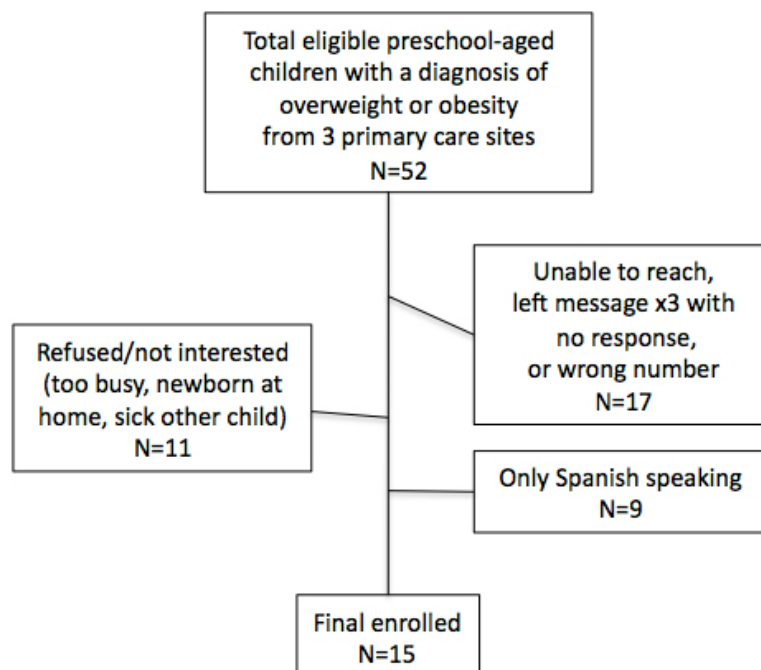 Total eligible preschool-aged
children with a diagnosis of
overweight or obesity
from 3 primary care sites
N=52
Unable to reach,
left message x3 with
no response,
or wrong number
N=17
Refused/not interested
(too busy, newborn at
home, sick other child)
N=11
Only Spanish speaking
N=9
Final enrolled
N=15